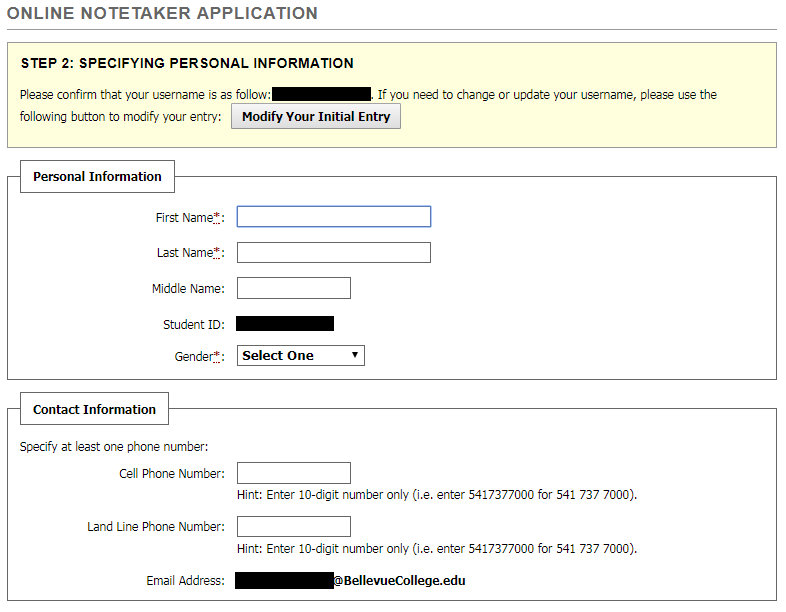 ONLINE NOTETAKER APPLICATION
STEP 2: SPECIFYING PERSONAL INFORMATION
Please confirm that your username is as follow: . If you need to change or update your username, please use the
following button to modify your entry: Modify Your Initial Entry
Personal Information
First Name*:
Last Name*:
Middle Name:
Student ID:
Gender*: Select One
Contact Information
Specify at least one phone number:
Cell Phone Number:
Hint: Enter 10-digit number only (i.e. enter 5417377000 for 541 737 7000).
Land Line Phone Number:
Hint: Enter 10-digit number only (i.e. enter 5417377000 for 541 737 7000).
Email Address: @BellevueCollege.edu